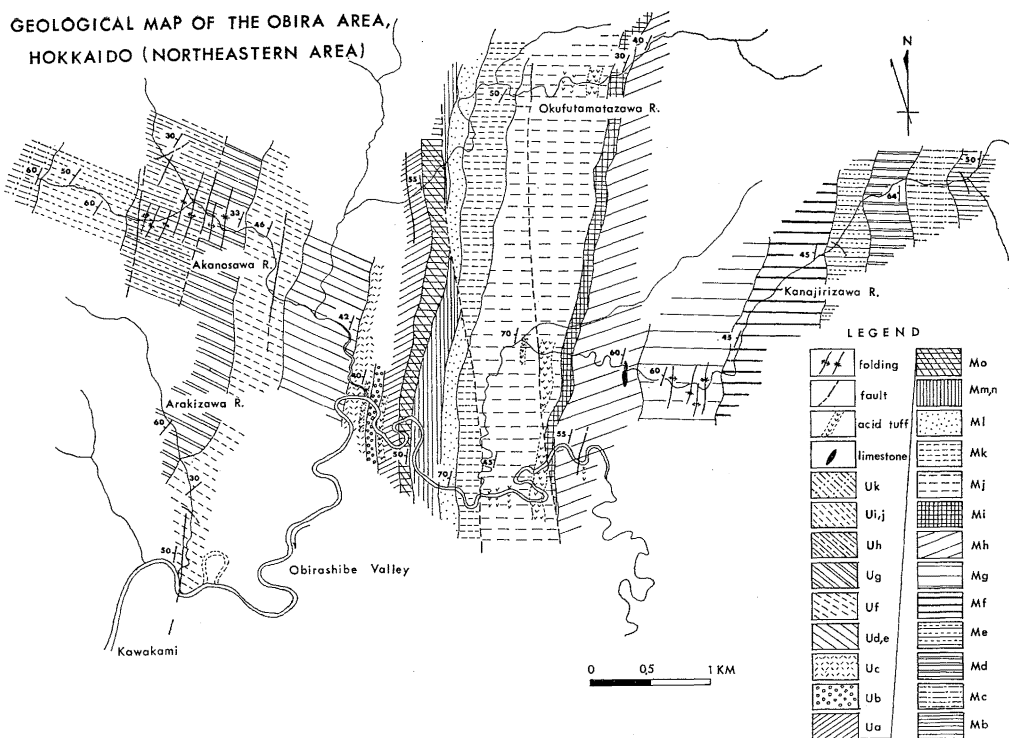 GEOLOGICAL MAP OF THE OBIRA AREA,
HOKKAIDO (NORTHEASTERN AREA)
N
40
30
50
Okufutamatazawa R.
30
60
50
60
33
46
55
50
64
45
Akanosawa R.
Kanajirizawa R.
42
70
60
60
45
40
Arakizawa R.
60
50
70
45
55
30
50
Obirashibe Valley
Kawakami
0 0,5 1 KM
LEGEND
folding
fault
acid tuff
limestone
Uk
Ui,j
Uh
Ug
Uf
Ud,e
Uc
Ub
Ua
Mo
Mm,n
Ml
Mk
Mj
Mi
Mh
Mg
Mf
Me
Md
Mc
Mb